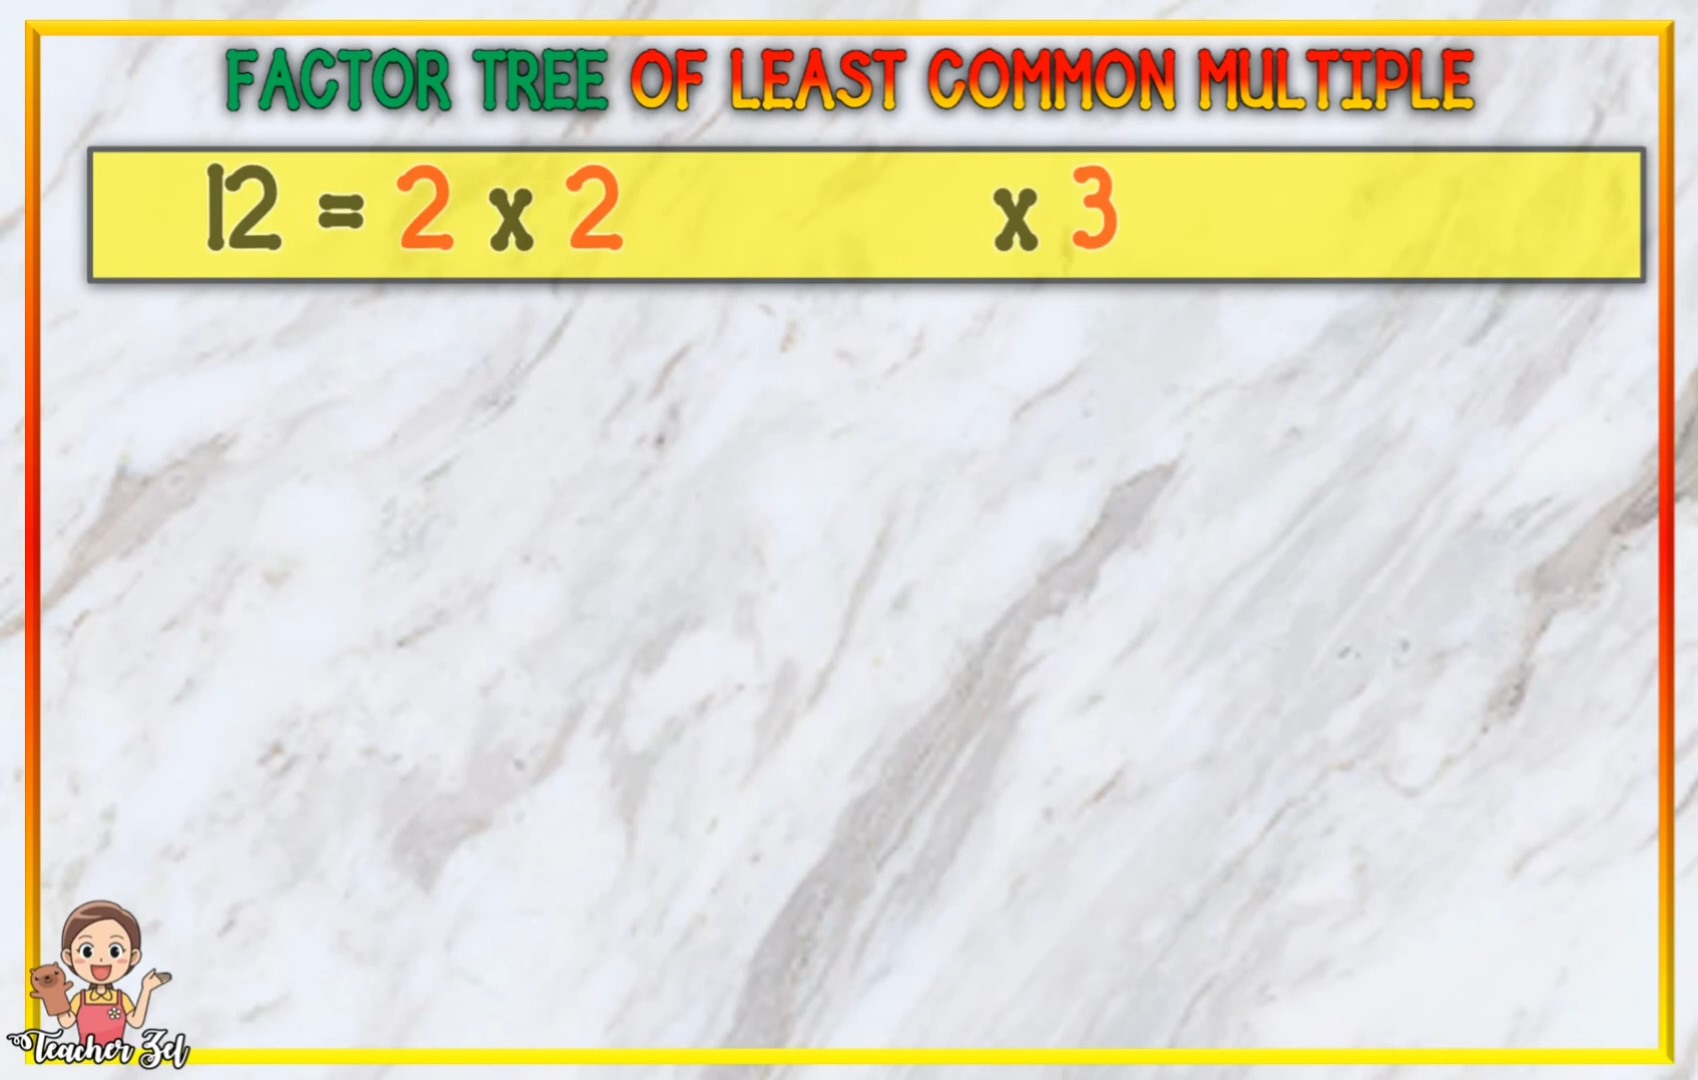 FACTOR TREE OF LEAST COMMON MULTIPLE
12 = 2 x 2 x 3
Teacher Zel